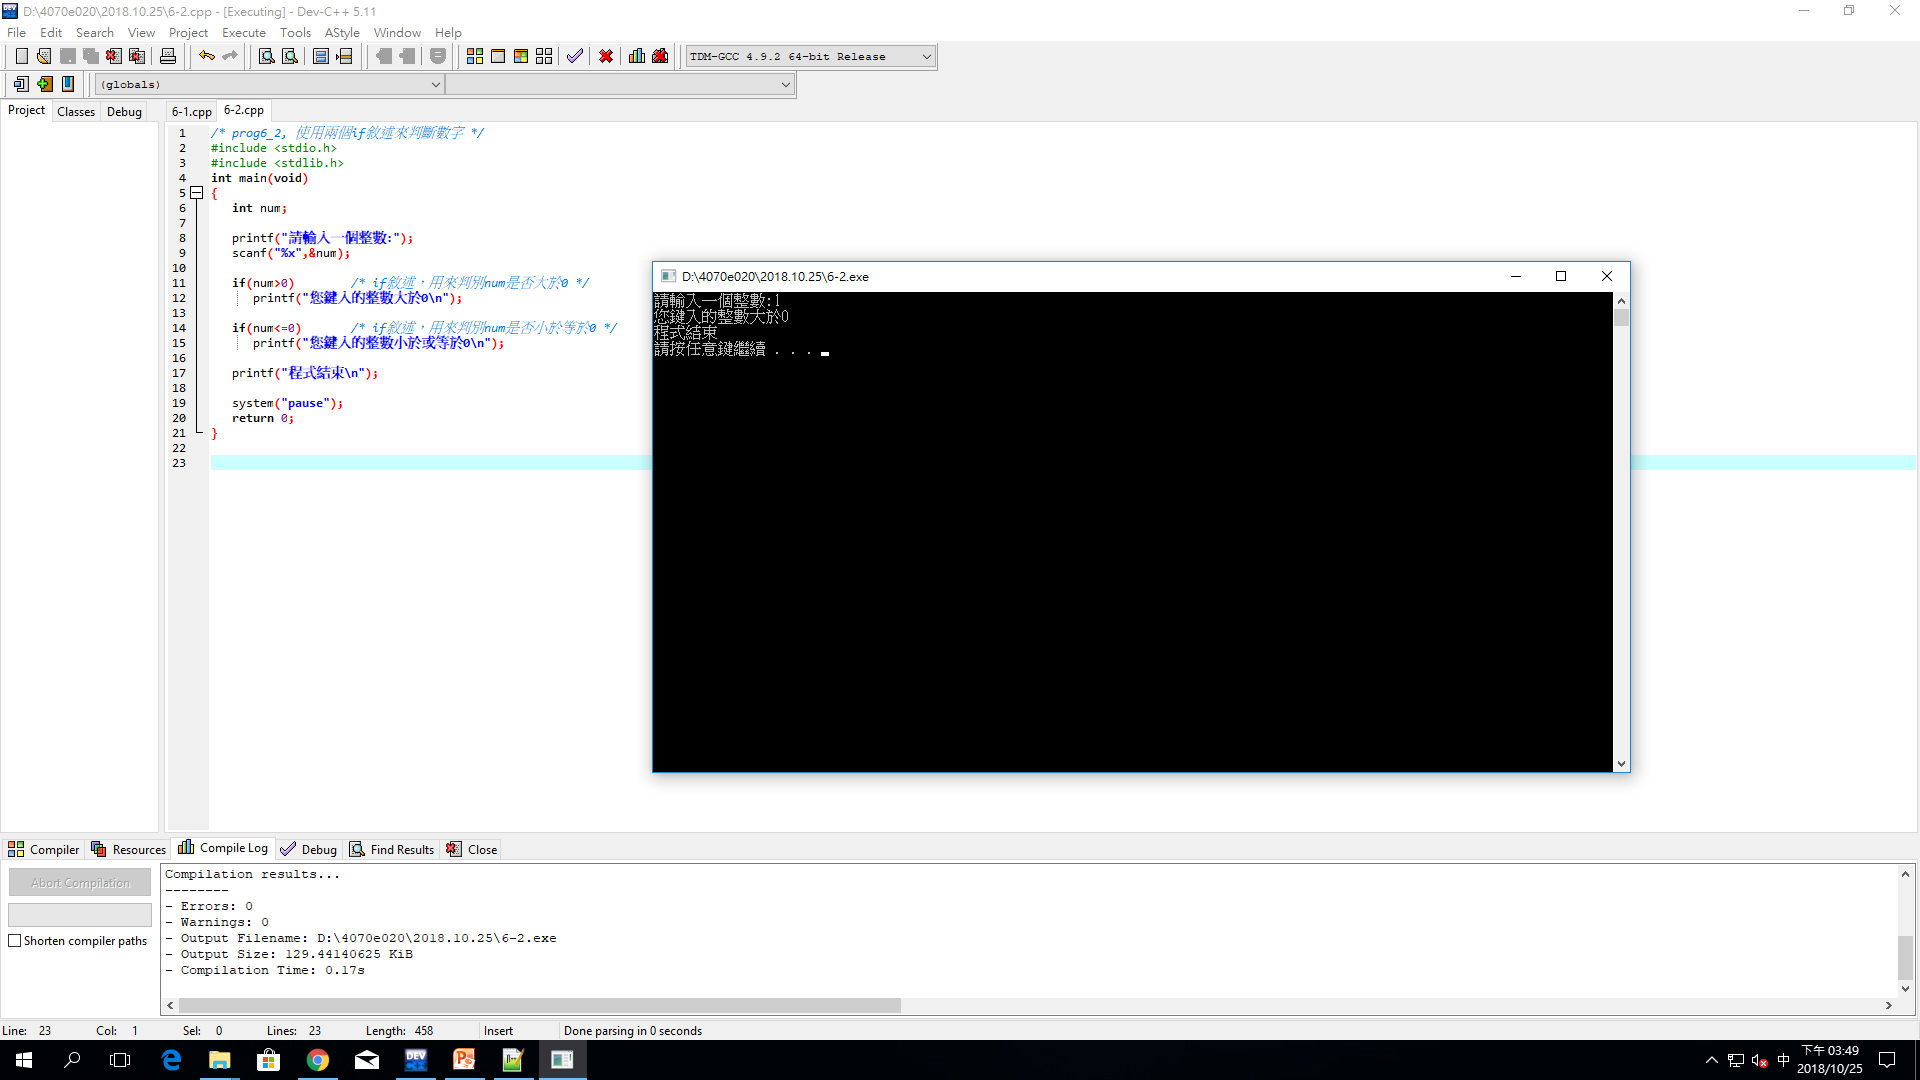 D:\4070e020\2018.10.25\6-2.cpp - [Executing] - Dev-C++ 5.11
File Edit Search View Project Execute Tools AStyle Window Help
TDM-GCC 4.9.2 64-bit Release
(globals)
Project Classes Debug 6-1.cpp 6-2.cpp
1 /* prog6_2, 使用兩個if敘述來判斷數字 */
2 #include <stdio.h>
3 #include <stdlib.h>
4 int main(void)
5 {
6 int num;
7
8 printf("請輸入一個整數:");
9 scanf("%x",&num);
10
11 if(num>0) /* if敘述，用來判別num是否大於0 */
12 printf("您鍵入的整數大於0\n");
13
14 if(num<=0) /* if敘述，用來判別num是否小於等於0 */
15 printf("您鍵入的整數小於或等於0\n");
16
17 printf("程式結束\n");
18
19 system("pause");
20 return 0;
21 }
22
23
D:\4070e020\2018.10.25\6-2.exe
請輸入一個整數:1
您鍵入的整數大於0
程式結束
請按任意鍵繼續 . . .
Compiler Resources Compile Log Debug Find Results Close
Abort Compilation
Shorten compiler paths
Compilation results...
--------
- Errors: 0
- Warnings: 0
- Output Filename: D:\4070e020\2018.10.25\6-2.exe
- Output Size: 129.44140625 KiB
- Compilation Time: 0.17s
Line: 23 Col: 1 Sel: 0 Lines: 23 Length: 458 Insert Done parsing in 0 seconds
中
下午 03:49
2018/10/25